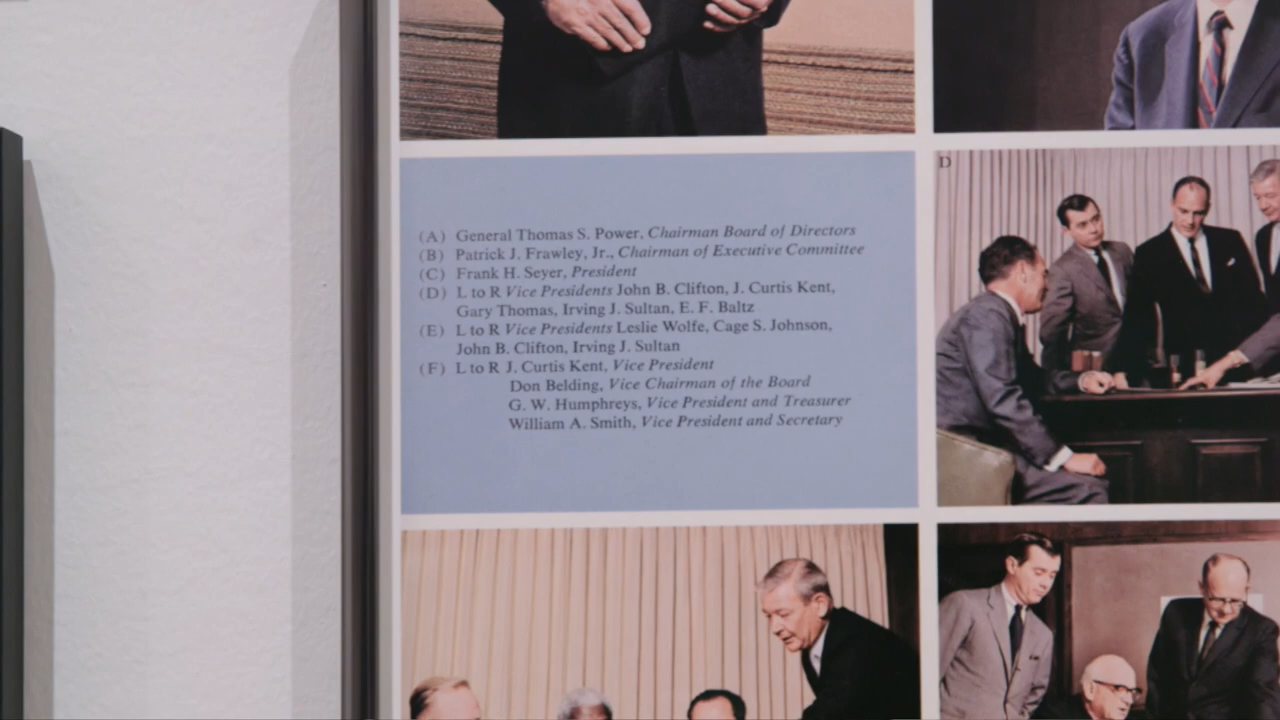 (A) General Thomas S. Power, Chairman Board of Directors
(B) Patrick J. Frawley, Jr., Chairman of Executive Committee
(C) Frank H. Seyer, President
(D) L to R Vice Presidents John B. Clifton, J. Curtis Kent,
Gary Thomas, Irving J. Sultan, E. F. Baltz
(E) L to R Vice Presidents Leslie Wolfe, Cage S. Johnson,
John B. Clifton, Irving J. Sultan
(F) L to R J. Curtis Kent, Vice President
Don Belding, Vice Chairman of the Board
G. W. Humphreys, Vice President and Treasurer
William A. Smith, Vice President and Secretary
D